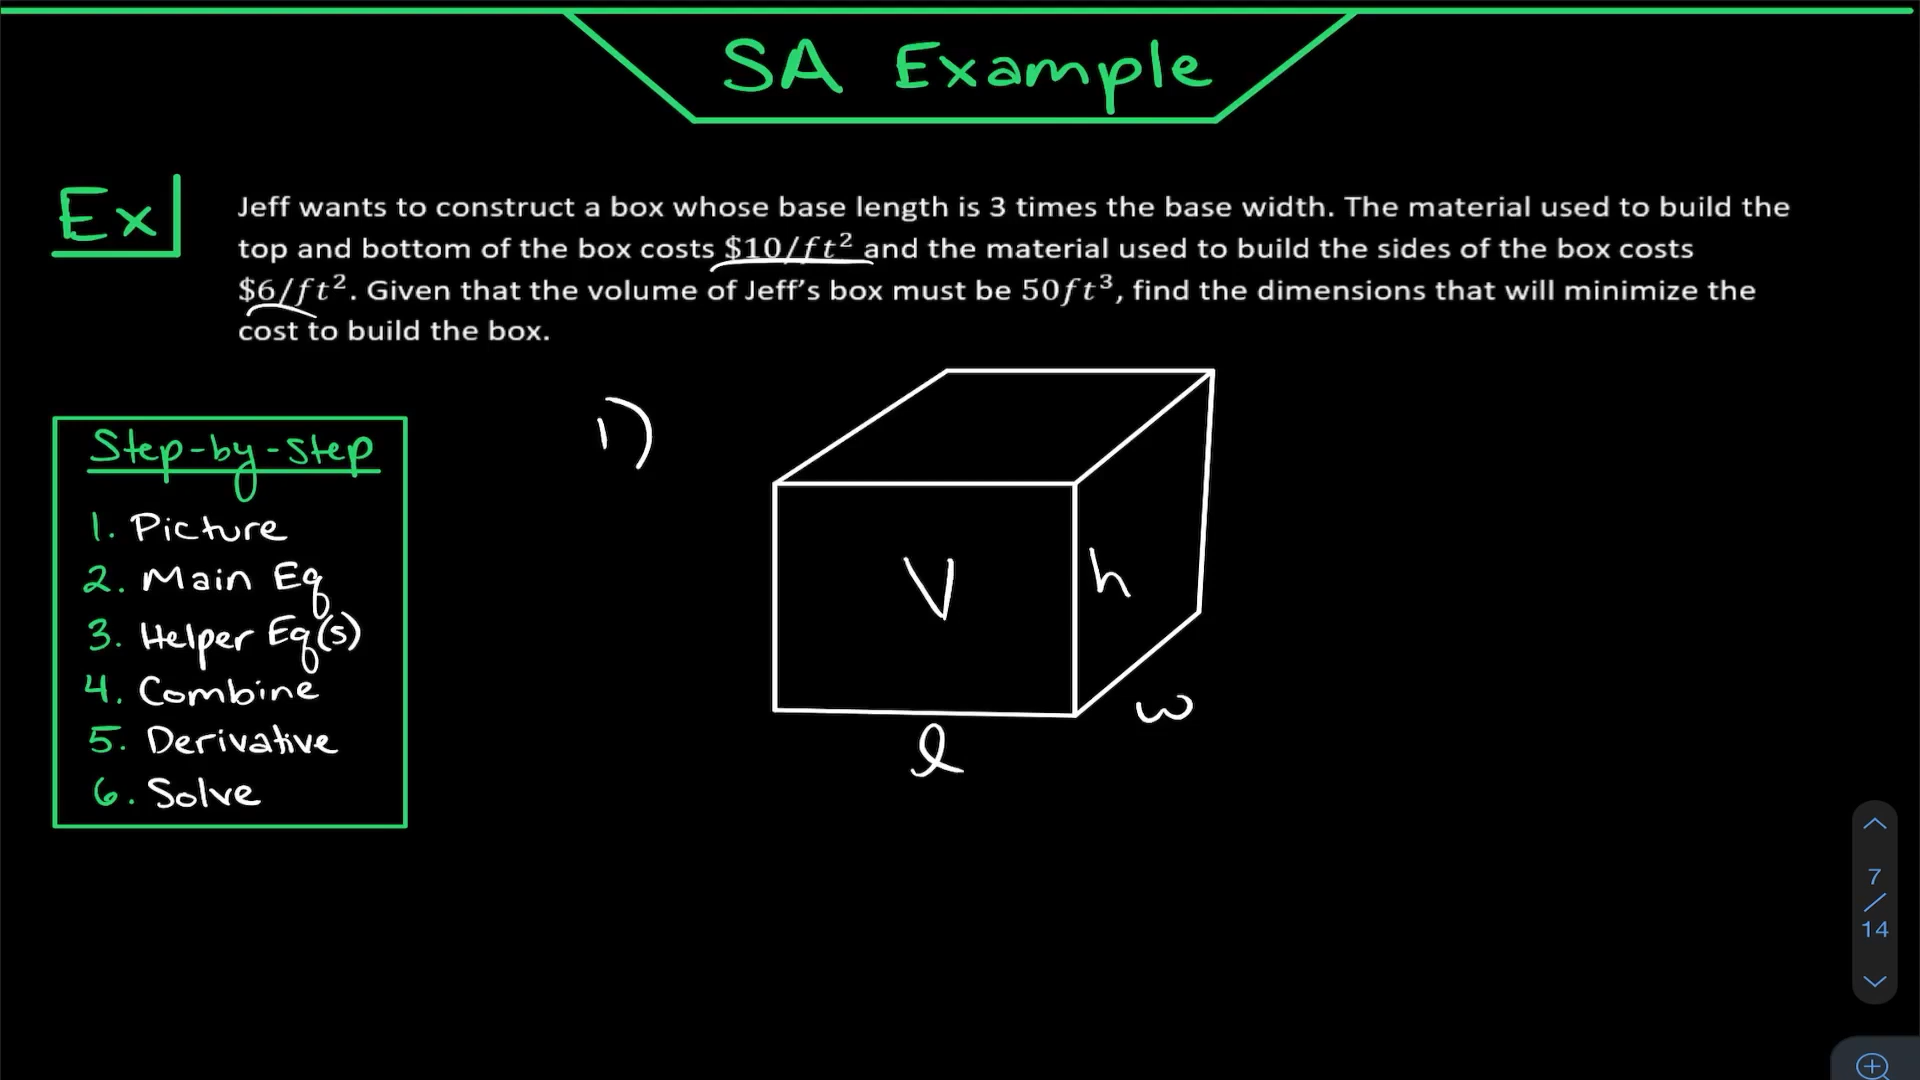 SA Example
Ex
Jeff wants to construct a box whose base length is 3 times the base width. The material used to build the
top and bottom of the box costs $10/ft² and the material used to build the sides of the box costs
$6/ft². Given that the volume of Jeff's box must be 50ft³, find the dimensions that will minimize the
cost to build the box.
Step-by-step
1. Picture
2. Main Eq
3. Helper Eq(s)
4. Combine
5. Derivative
6. Solve
1)
V
h
w
l
7
/
14